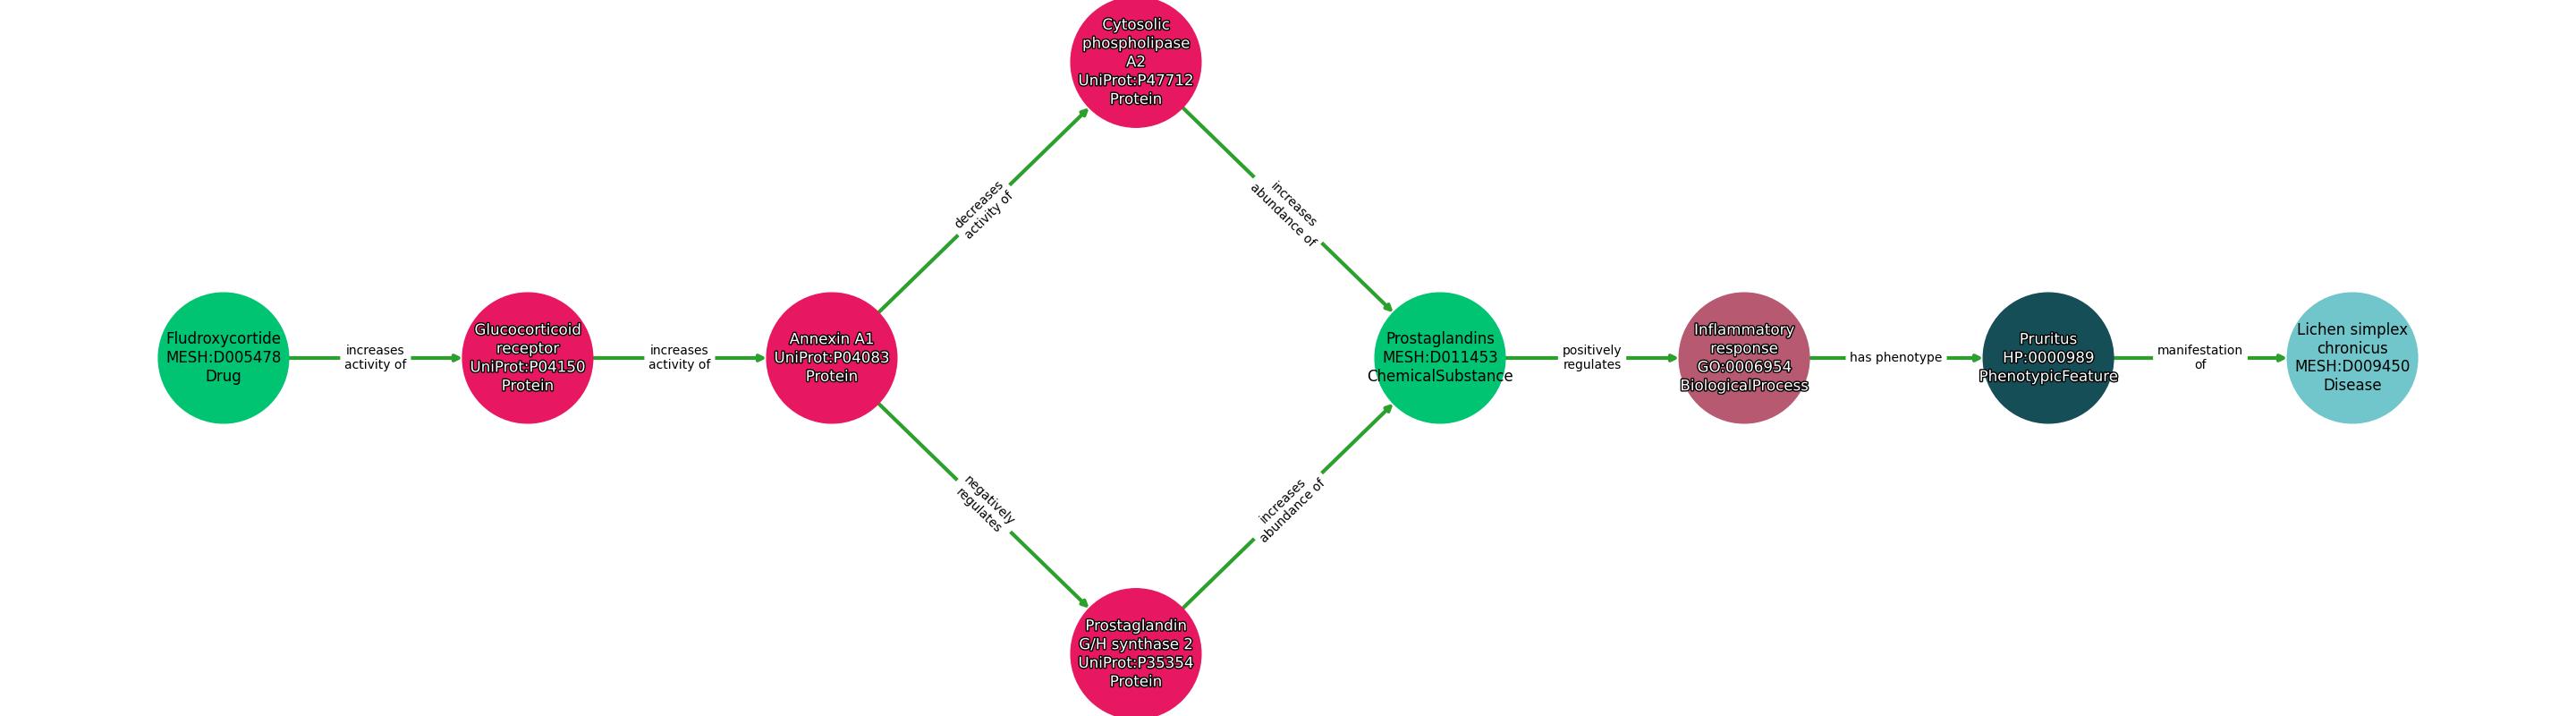 Cytosolic
phospholipase
A2
UniProt:P47712
Protein
decreases
activity of
increases
abundance of
Fludroxycortide
MESH:D005478
Drug
increases
activity of
Glucocorticoid
receptor
UniProt:P04150
Protein
increases
activity of
Annexin A1
UniProt:P04083
Protein
Prostaglandins
MESH:D011453
ChemicalSubstance
positively
regulates
Inflammatory
response
GO:0006954
BiologicalProcess
has phenotype
Pruritus
HP:0000989
PhenotypicFeature
manifestation
of
Lichen simplex
chronicus
MESH:D009450
Disease
negatively
regulates
increases
abundance of
Prostaglandin
G/H synthase 2
UniProt:P35354
Protein